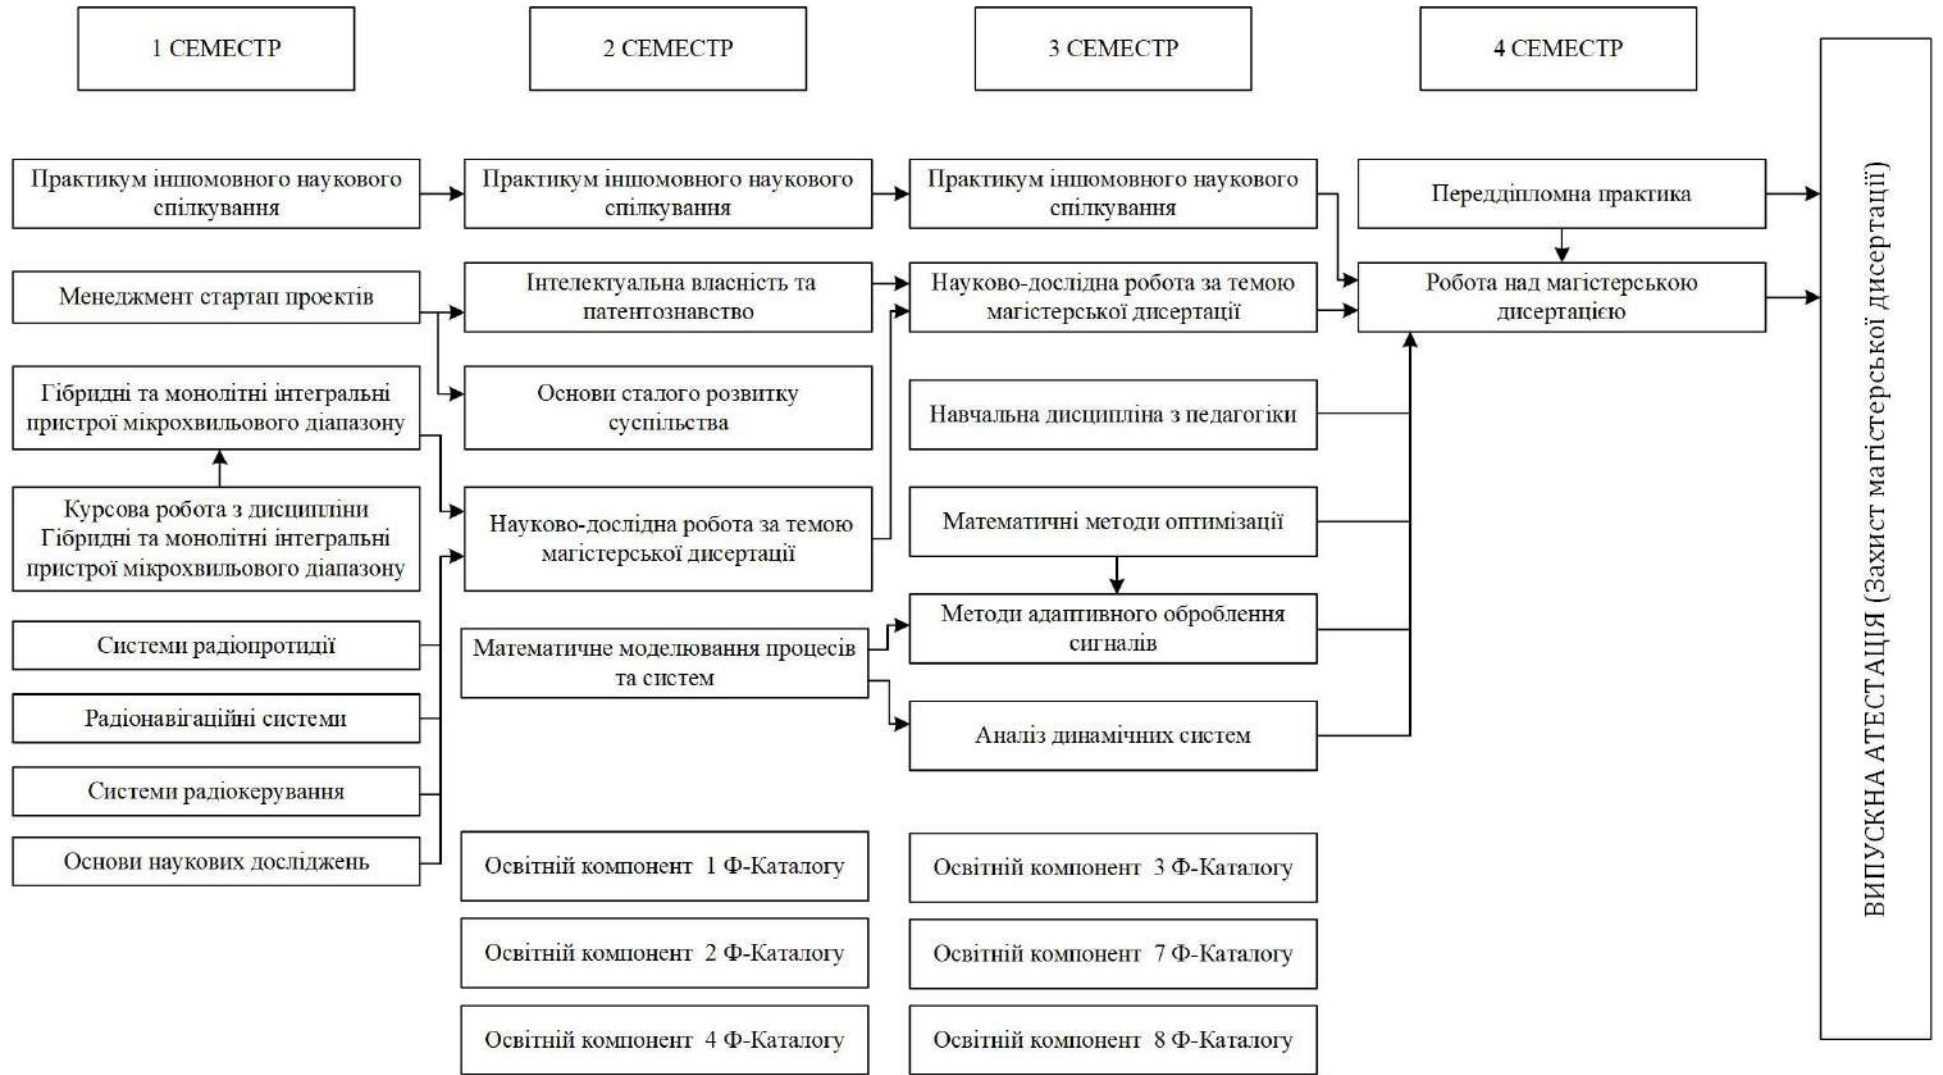 1 СЕМЕСТР
2 СЕМЕСТР
3 СЕМЕСТР
4 СЕМЕСТР
Практикум іншомовного наукового
спілкування
Менеджмент стартап проектів
Гібридні та монолітні інтегральні
пристрої мікрохвильового діапазону
Курсова робота з дисципліни
Гібридні та монолітні інтегральні
пристрої мікрохвильового діапазону
Системи радіопротидії
Радіонавігаційні системи
Системи радіокерування
Основи наукових досліджень
Практикум іншомовного наукового
спілкування
Інтелектуальна власність та
патентознавство
Основи сталого розвитку
суспільства
Науково-дослідна робота за темою
магістерської дисертації
Математичне моделювання процесів
та систем
Освітній компонент 1 Ф-Каталогу
Освітній компонент 2 Ф-Каталогу
Освітній компонент 4 Ф-Каталогу
Практикум іншомовного наукового
спілкування
Науково-дослідна робота за темою
магістерської дисертації
Навчальна дисципліна з педагогіки
Математичні методи оптимізації
Методи адаптивного оброблення
сигналів
Аналіз динамічних систем
Освітній компонент 3 Ф-Каталогу
Освітній компонент 7 Ф-Каталогу
Освітній компонент 8 Ф-Каталогу
Переддіпломна практика
Робота над магістерською
дисертацією
ВИПУСКНА АТЕСТАЦІЯ (Захист магістерської дисертації)